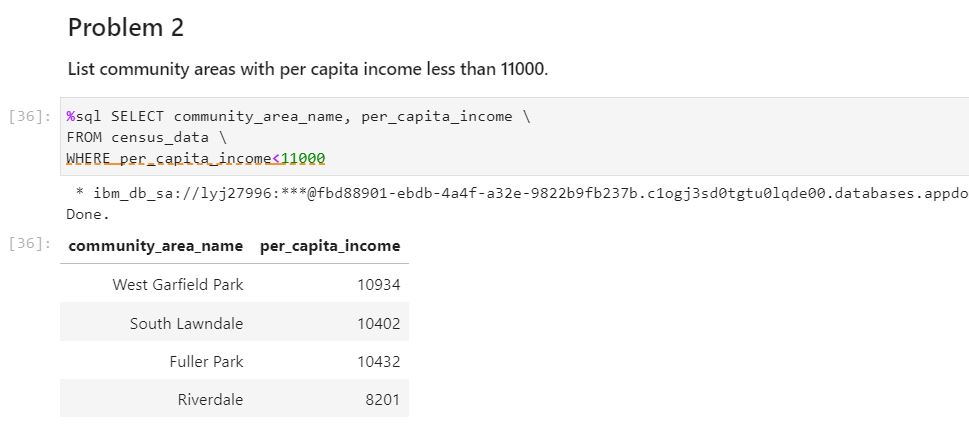 Problem 2
List community areas with per capita income less than 11000.
[36]: %sql SELECT community_area_name, per_capita_income \
FROM census_data \
WHERE per_capita_income<11000
* ibm_db_sa://lyj27996:***@fbd88901-ebdb-4a4f-a32e-9822b9fb237b.c1ogj3sd0tgtu0lqde00.databases.appdo
Done.
[36]: community_area_name per_capita_income
West Garfield Park 10934
South Lawndale 10402
Fuller Park 10432
Riverdale 8201